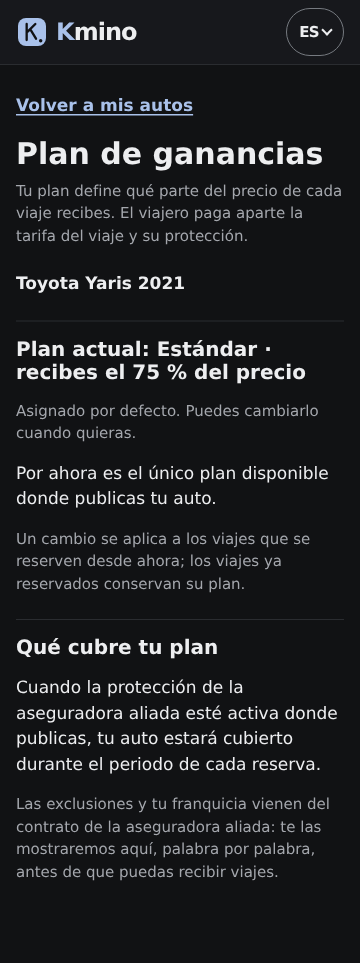 K. Kmino
ES
Volver a mis autos
Plan de ganancias
Tu plan define qué parte del precio de cada
viaje recibes. El viajero paga aparte la
tarifa del viaje y su protección.
Toyota Yaris 2021
Plan actual: Estándar ·
recibes el 75 % del precio
Asignado por defecto. Puedes cambiarlo
cuando quieras.
Por ahora es el único plan disponible
donde publicas tu auto.
Un cambio se aplica a los viajes que se
reserven desde ahora; los viajes ya
reservados conservan su plan.
Qué cubre tu plan
Cuando la protección de la
aseguradora aliada esté activa donde
publicas, tu auto estará cubierto
durante el periodo de cada reserva.
Las exclusiones y tu franquicia vienen del
contrato de la aseguradora aliada: te las
mostraremos aquí, palabra por palabra,
antes de que puedas recibir viajes.